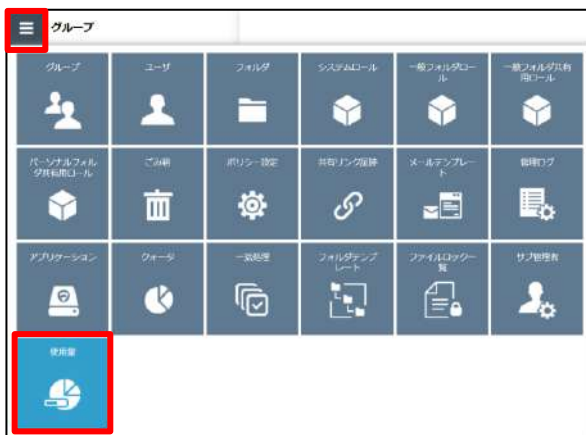 グループ
グループ
ユーザ
フォルダ
システムロール
一般フォルダロー
ル
一般フォルダ共有
用ロール
パーソナルフォル
ダ共有用ロール
ごみ箱
ポリシー設定
共有リンク証跡
メールテンプレー
ト
管理ログ
アプリケーション
クォータ
一括処理
フォルダテンプ
レート
ファイルロック一
覧
サブ管理者
使用量